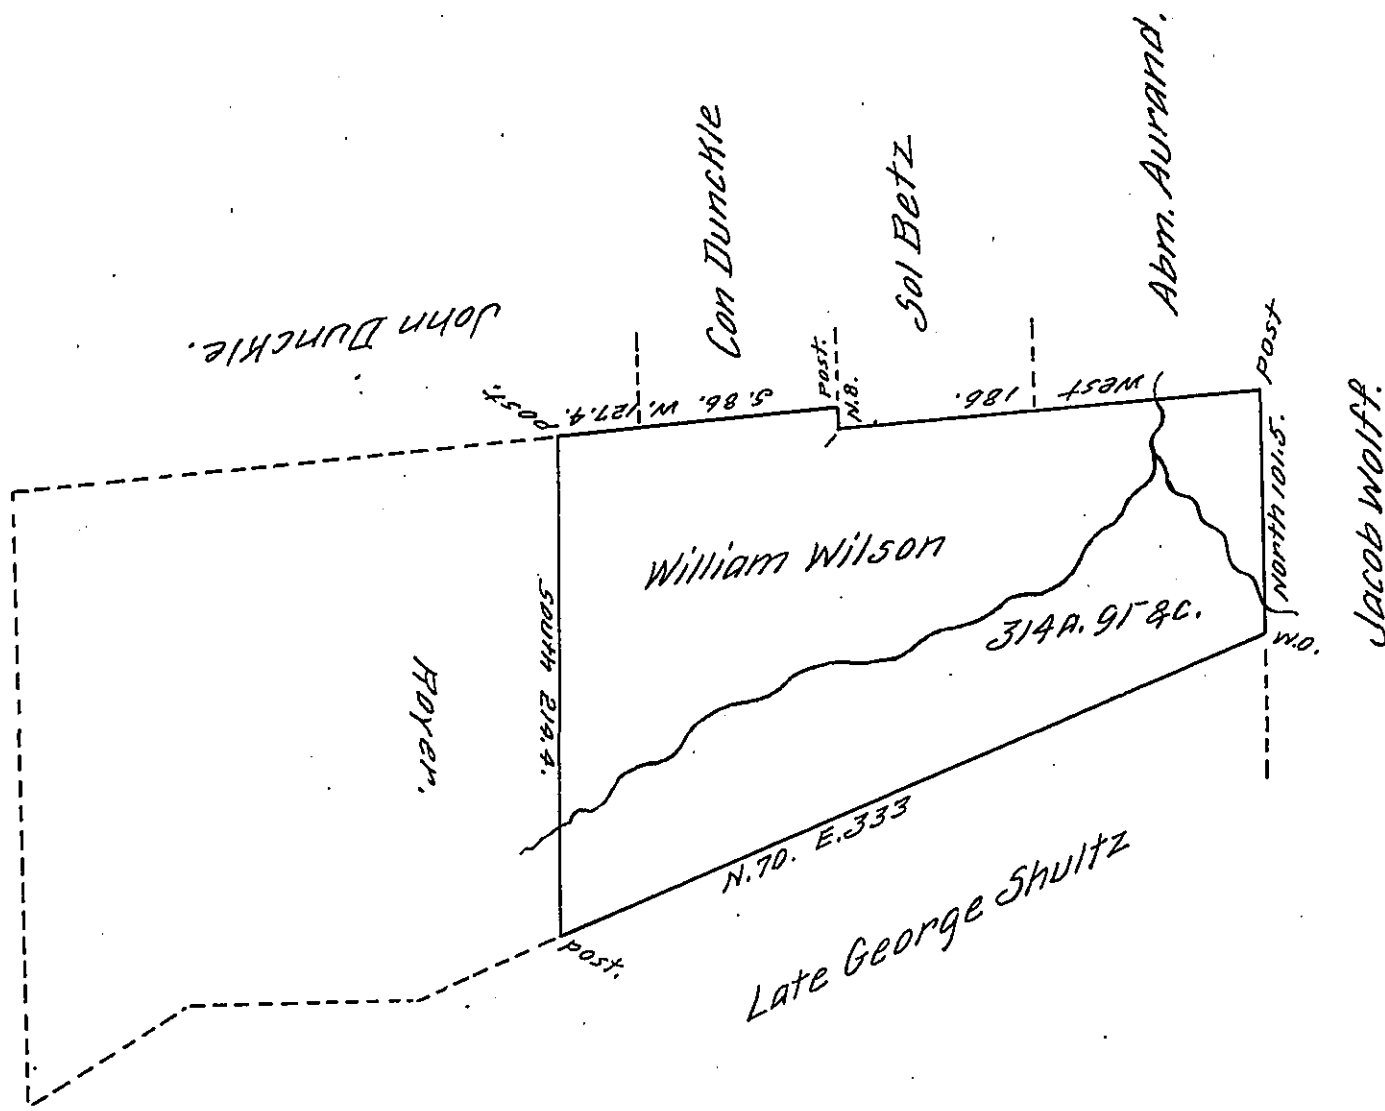 Abm. Aurand.
Con Dunckle
Sol Betz
John Dunckle.
Post
Post.
N.8.
post.
S.86. W. 127.4.
186.
West
North 101.5.
Jacob Wolff.
William Wilson
314A. 95 &c.
W.O.
South 219.4.
Royer.
N.70. E.333
Post.
Late George Shultz